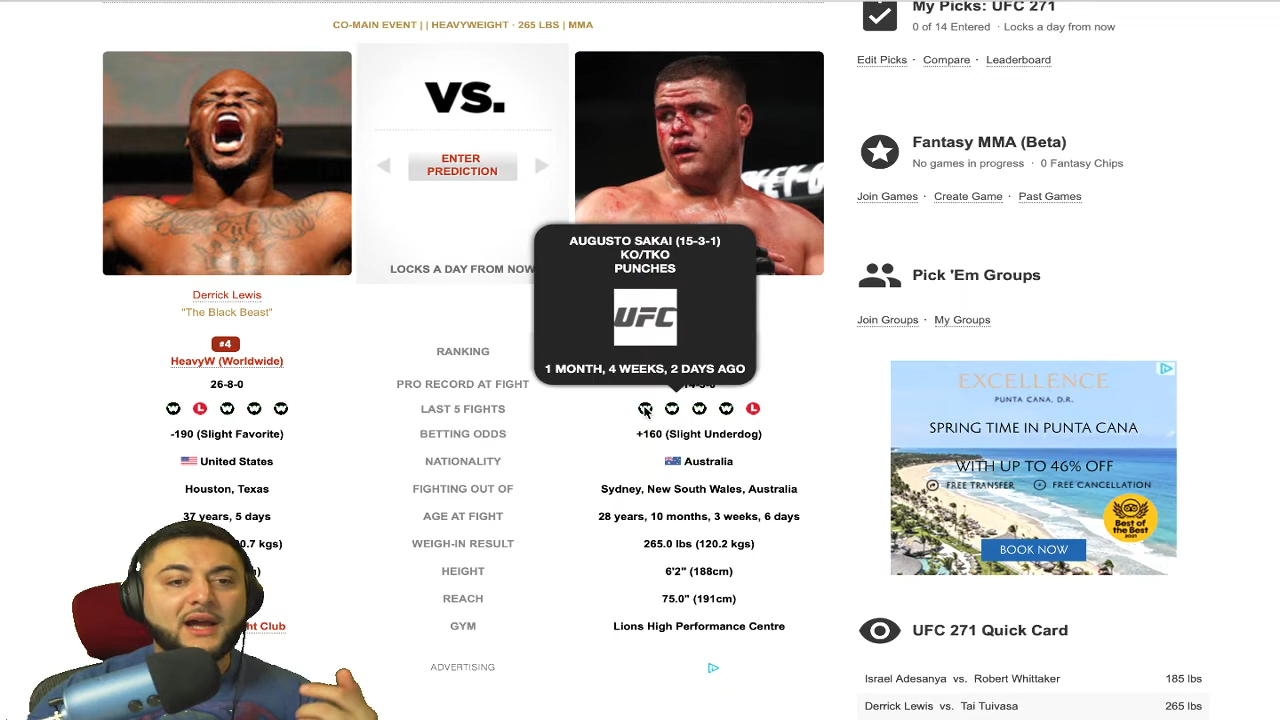 CO-MAIN EVENT | | HEAVYWEIGHT · 265 LBS | MMA
VS.
ENTER
PREDICTION
LOCKS A DAY FROM NOW
AUGUSTO SAKAI (15-3-1)
KO/TKO
PUNCHES
UFC
1 MONTH, 4 WEEKS, 2 DAYS AGO
Derrick Lewis
"The Black Beast"
#4
HeavyW (Worldwide)
RANKING
26-8-0
PRO RECORD AT FIGHT
W L W W W
LAST 5 FIGHTS
W W W W L
-190 (Slight Favorite)
BETTING ODDS
+160 (Slight Underdog)
United States
NATIONALITY
Australia
Houston, Texas
FIGHTING OUT OF
Sydney, New South Wales, Australia
37 years, 5 days
AGE AT FIGHT
28 years, 10 months, 3 weeks, 6 days
kgs)
WEIGH-IN RESULT
265.0 lbs (120.2 kgs)
HEIGHT
6'2" (188cm)
REACH
75.0" (191cm)
Club
GYM
Lions High Performance Centre
ADVERTISING
My Picks: UFC 271
0 of 14 Entered · Locks a day from now
Edit Picks · Compare · Leaderboard
Fantasy MMA (Beta)
No games in progress · 0 Fantasy Chips
Join Games · Create Game · Past Games
Pick 'Em Groups
Join Groups · My Groups
EXCELLENCE
PUNTA CANA, D.R.
SPRING TIME IN PUNTA CANA
WITH UP TO 46% OFF
FREE TRANSFER FREE CANCELLATION
Best of
the Best
2021
BOOK NOW
UFC 271 Quick Card
Israel Adesanya vs. Robert Whittaker 185 lbs
Derrick Lewis vs. Tai Tuivasa 265 lbs